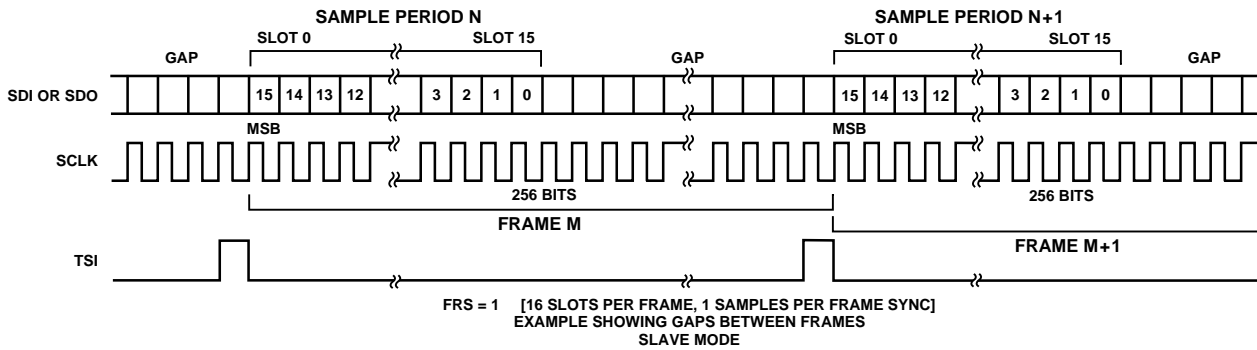 SAMPLE PERIOD N SAMPLE PERIOD N+1
SLOT 0 SLOT 15 SLOT 0 SLOT 15
GAP GAP GAP
SDI OR SDO 15 14 13 12 3 2 1 0 15 14 13 12 3 2 1 0
MSB MSB
SCLK
256 BITS 256 BITS
FRAME M
FRAME M+1
TSI
FRS = 1 [16 SLOTS PER FRAME, 1 SAMPLES PER FRAME SYNC]
EXAMPLE SHOWING GAPS BETWEEN FRAMES
SLAVE MODE